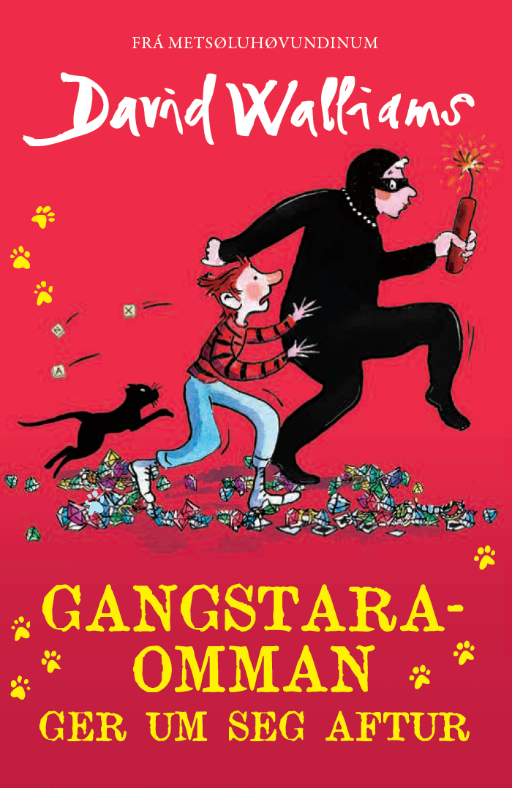 FRÁ METSØLUHØVUNDINUM
David Walliams
X
A
GANGSTARA-
OMMAN
GER UM SEG AFTUR